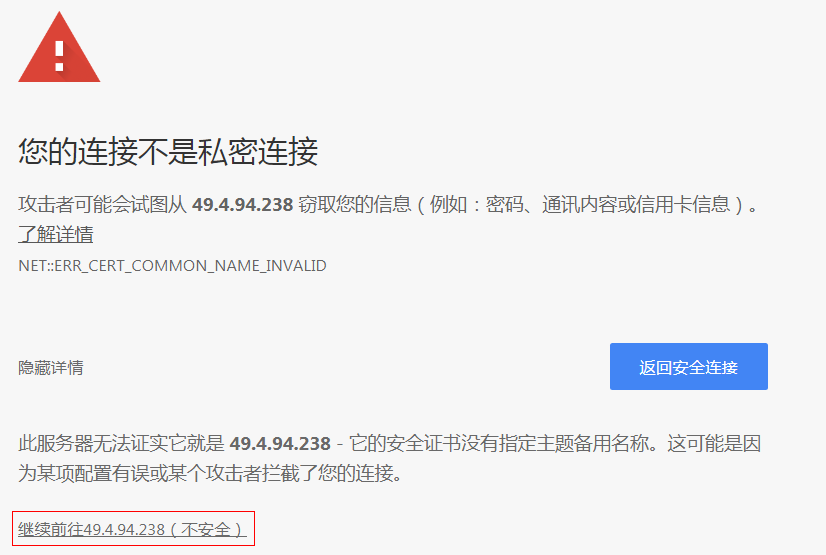 您的连接不是私密连接
攻击者可能会试图从 49.4.94.238 窃取您的信息（例如：密码、通讯内容或信用卡信息）。
了解详情
NET::ERR_CERT_COMMON_NAME_INVALID
隐藏详情
返回安全连接
此服务器无法证实它就是 49.4.94.238 - 它的安全证书没有指定主题备用名称。这可能是因
为某项配置有误或某个攻击者拦截了您的连接。
继续前往49.4.94.238（不安全）